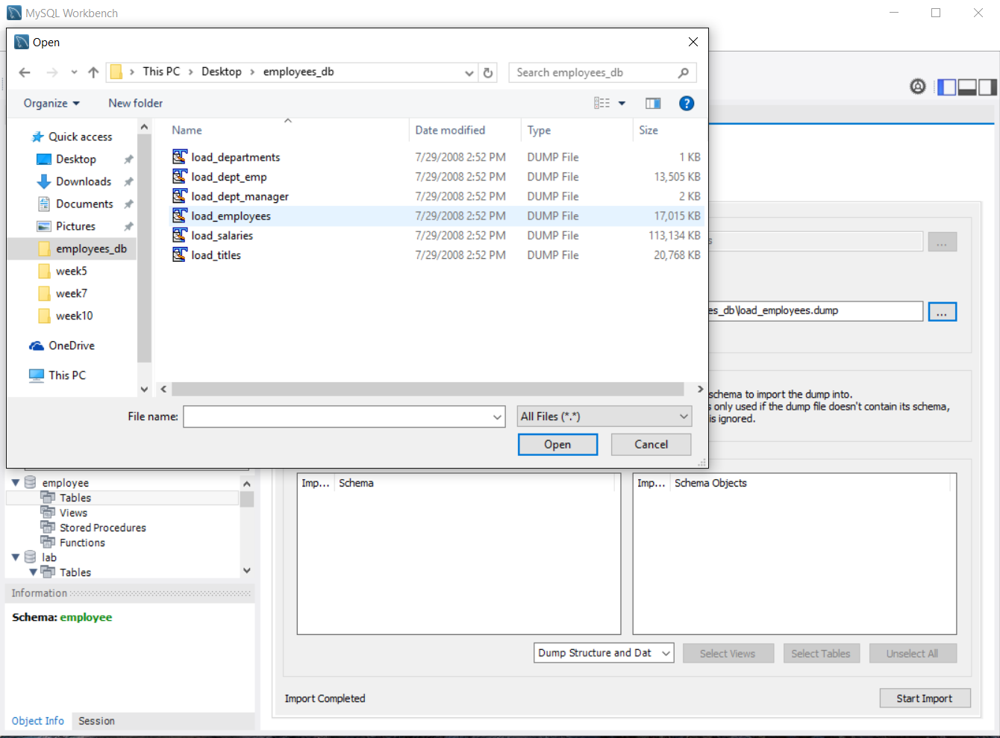 MySQL Workbench
Open
This PC > Desktop > employees_db
Search employees_db
Organize
New folder
Quick access
Desktop
Downloads
Documents
Pictures
employees_db
week5
week7
week10
OneDrive
This PC
Name Date modified Type Size
load_departments 7/29/2008 2:52 PM DUMP File 1 KB
load_dept_emp 7/29/2008 2:52 PM DUMP File 13,505 KB
load_dept_manager 7/29/2008 2:52 PM DUMP File 2 KB
load_employees 7/29/2008 2:52 PM DUMP File 17,015 KB
load_salaries 7/29/2008 2:52 PM DUMP File 113,134 KB
load_titles 7/29/2008 2:52 PM DUMP File 20,768 KB
File name:
All Files (*.*)
Open
Cancel
s
...
es_db\load_employees.dump
...
schema to import the dump into.
s only used if the dump file doesn't contain its schema,
is ignored.
employee
Tables
Views
Stored Procedures
Functions
lab
Tables
Information
Schema: employee
Object Info Session
Imp... Schema
Imp... Schema Objects
Dump Structure and Dat
Select Views
Select Tables
Unselect All
Import Completed
Start Import